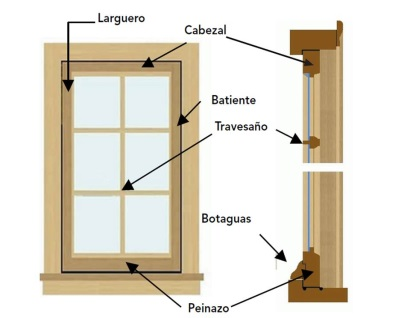 Larguero
Cabezal
Batiente
Travesaño
Botaguas
Peinazo